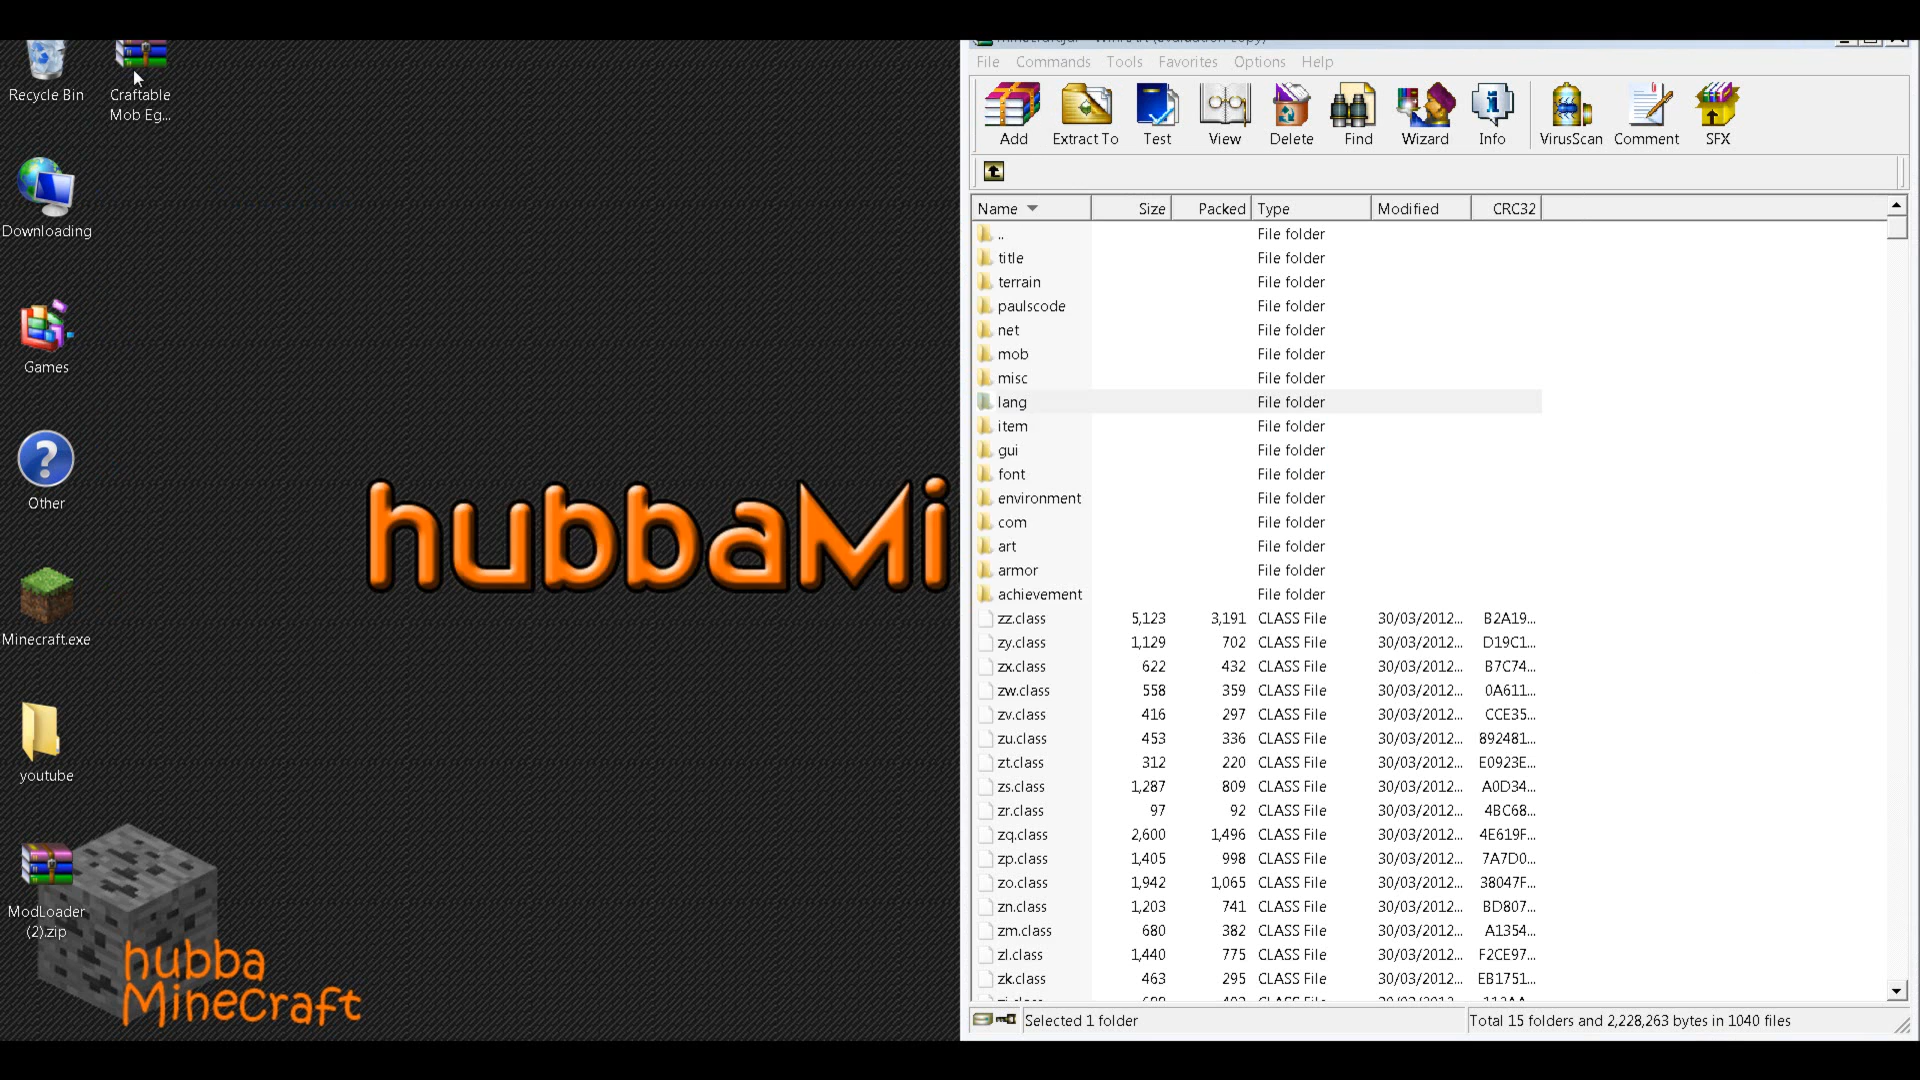 Recycle Bin
Craftable
Mob Eg...
Downloading
Games
Other
Minecraft.exe
youtube
ModLoader
(2).zip
hubbaMi
hubba
MineCraft
File Commands Tools Favorites Options Help
Add Extract To Test View Delete Find Wizard Info VirusScan Comment SFX
Name Size Packed Type Modified CRC32
.. File folder
title File folder
terrain File folder
paulscode File folder
net File folder
mob File folder
misc File folder
lang File folder
item File folder
gui File folder
font File folder
environment File folder
com File folder
art File folder
armor File folder
achievement File folder
zz.class 5,123 3,191 CLASS File 30/03/2012... B2A19...
zy.class 1,129 702 CLASS File 30/03/2012... D19C1...
zx.class 622 432 CLASS File 30/03/2012... B7C74...
zw.class 558 359 CLASS File 30/03/2012... 0A611...
zv.class 416 297 CLASS File 30/03/2012... CCE35...
zu.class 453 336 CLASS File 30/03/2012... 892481...
zt.class 312 220 CLASS File 30/03/2012... E0923E...
zs.class 1,287 809 CLASS File 30/03/2012... A0D34...
zr.class 97 92 CLASS File 30/03/2012... 4BC68...
zq.class 2,600 1,496 CLASS File 30/03/2012... 4E619F...
zp.class 1,405 998 CLASS File 30/03/2012... 7A7D0...
zo.class 1,942 1,065 CLASS File 30/03/2012... 38047F...
zn.class 1,203 741 CLASS File 30/03/2012... BD807...
zm.class 680 382 CLASS File 30/03/2012... A1354...
zl.class 1,440 775 CLASS File 30/03/2012... F2CE97...
zk.class 463 295 CLASS File 30/03/2012... EB1751...
Selected 1 folder
Total 15 folders and 2,228,263 bytes in 1040 files